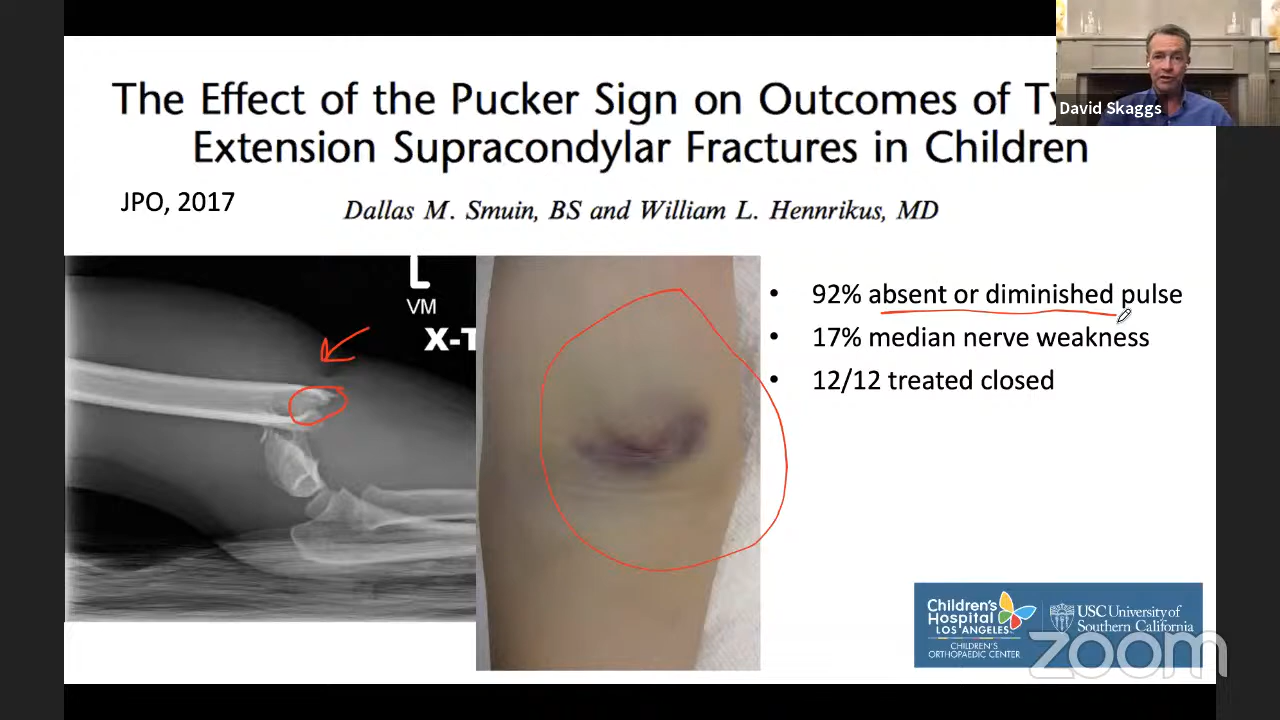 The Effect of the Pucker Sign on Outcomes of
Extension Supracondylar Fractures in Children
JPO, 2017
Dallas M. Smuin, BS and William L. Hennrikus, MD
David Skaggs
L
VM
X-T
• 92% absent or diminished pulse
• 17% median nerve weakness
• 12/12 treated closed
Children's
Hospital
LOS ANGELES
CHILDREN'S
ORTHOPAEDIC CENTER
USC University of
Southern California
zoom